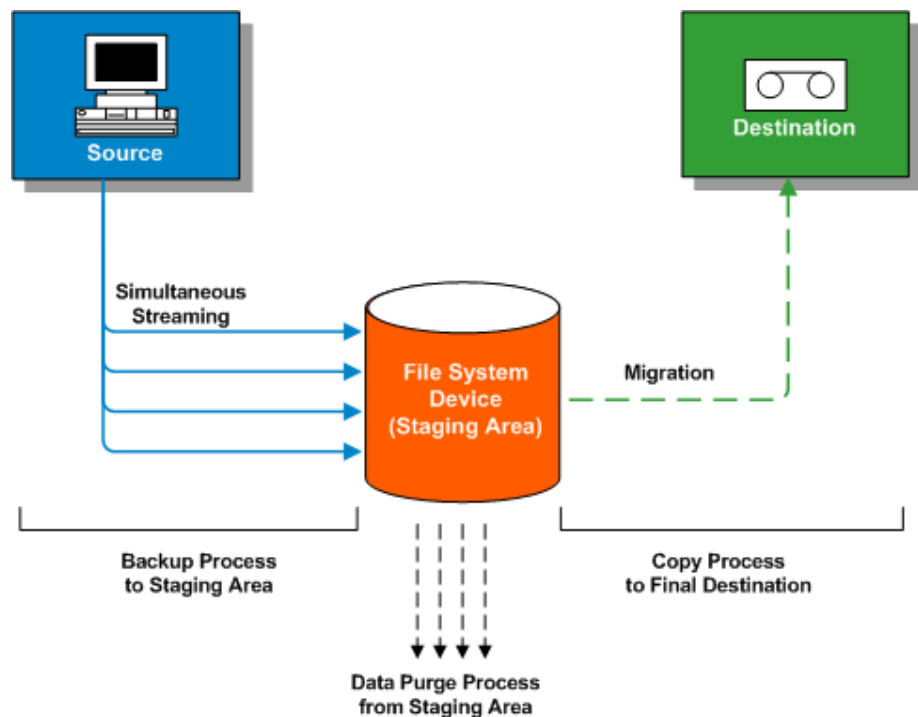 Source
Destination
Simultaneous
Streaming
File System
Device
(Staging Area)
Migration
Backup Process
to Staging Area
Copy Process
to Final Destination
Data Purge Process
from Staging Area